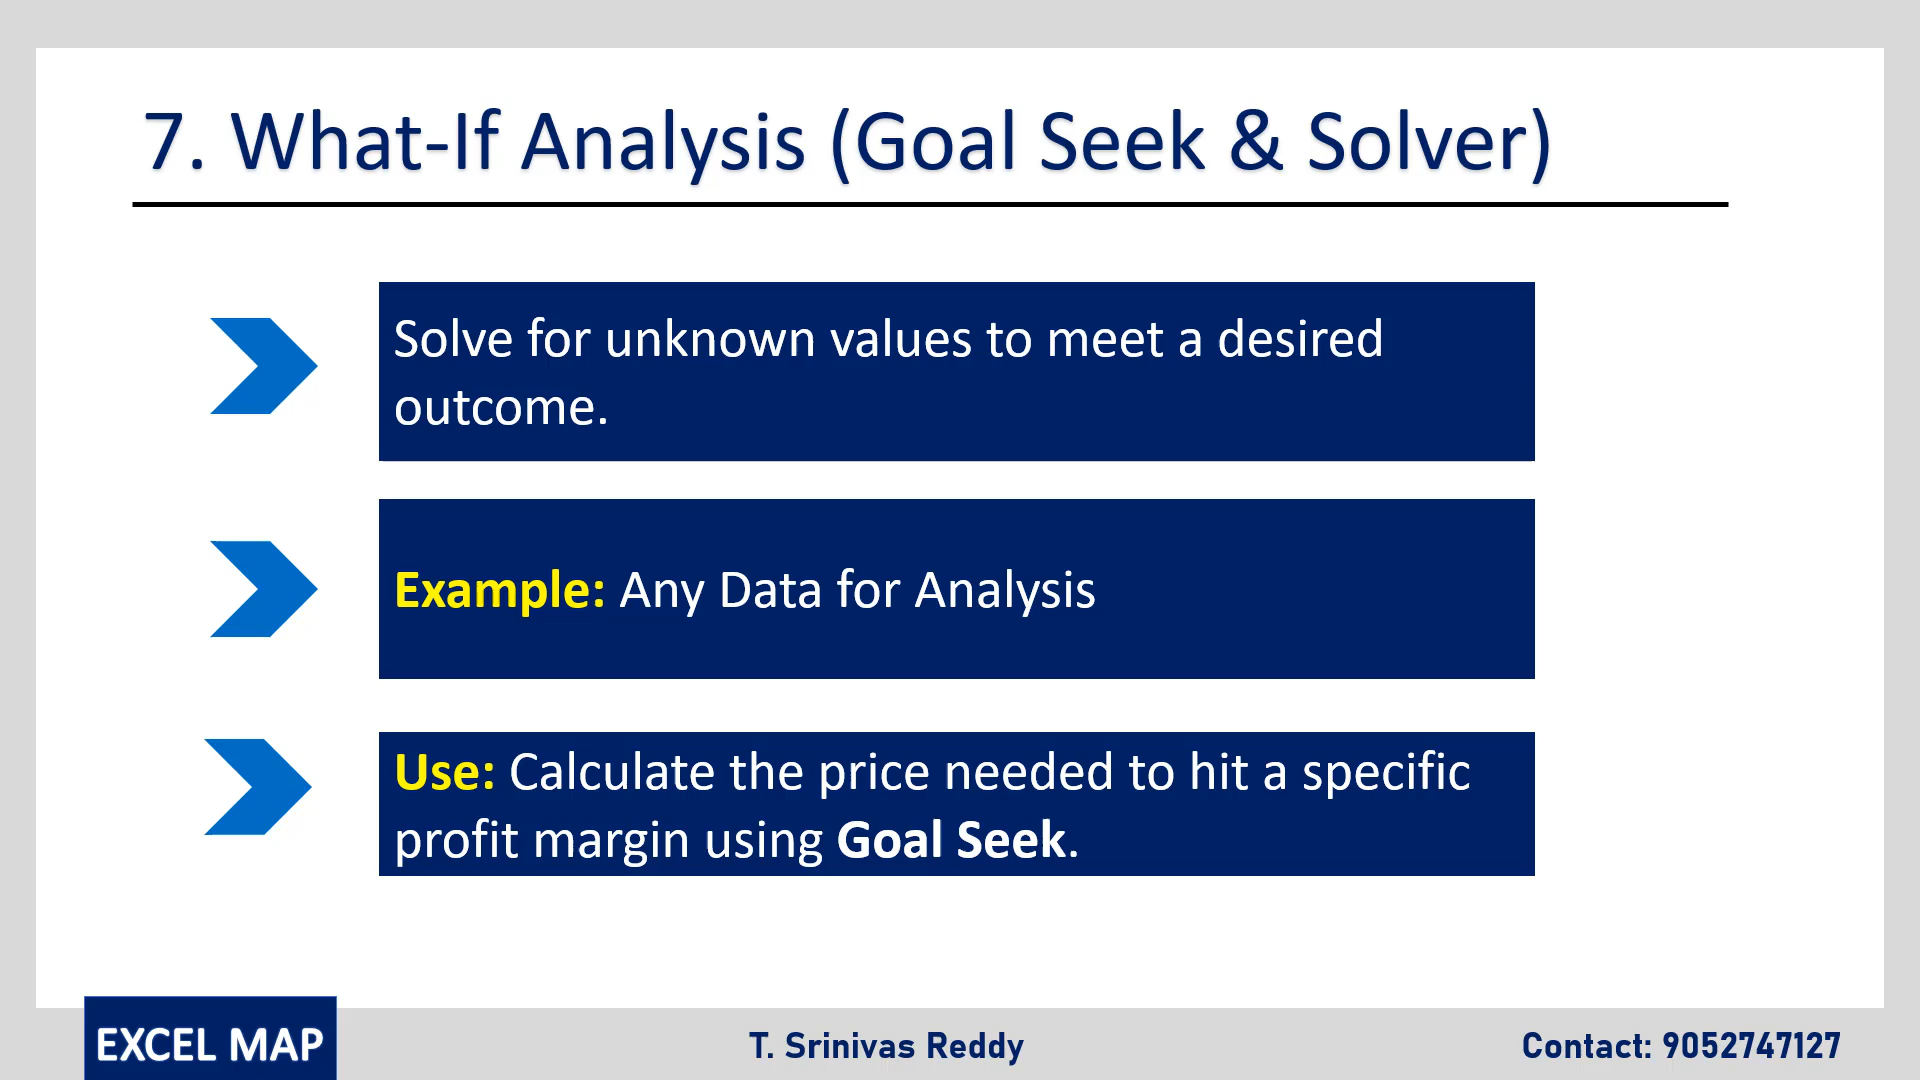 7. What-If Analysis (Goal Seek & Solver)
Solve for unknown values to meet a desired
outcome.
Example: Any Data for Analysis
Use: Calculate the price needed to hit a specific
profit margin using Goal Seek.
EXCEL MAP
T. Srinivas Reddy
Contact: 9052747127